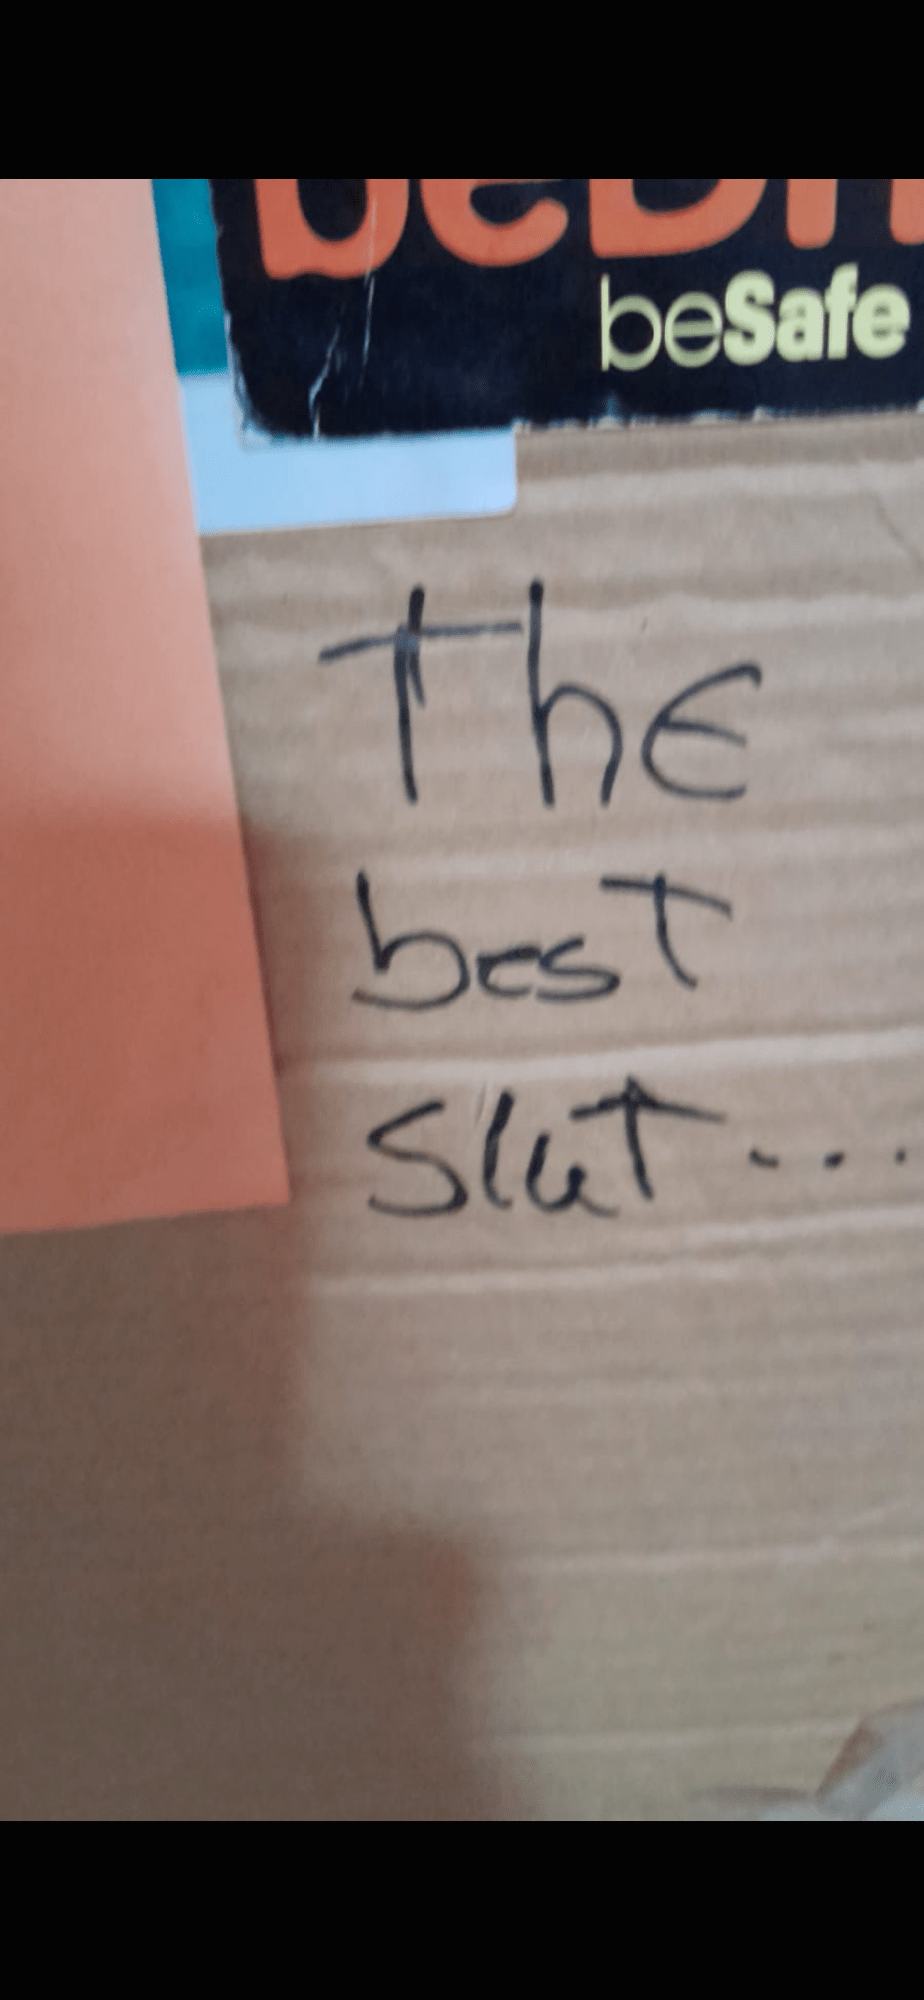 beSafe
ThE
best
Slut....